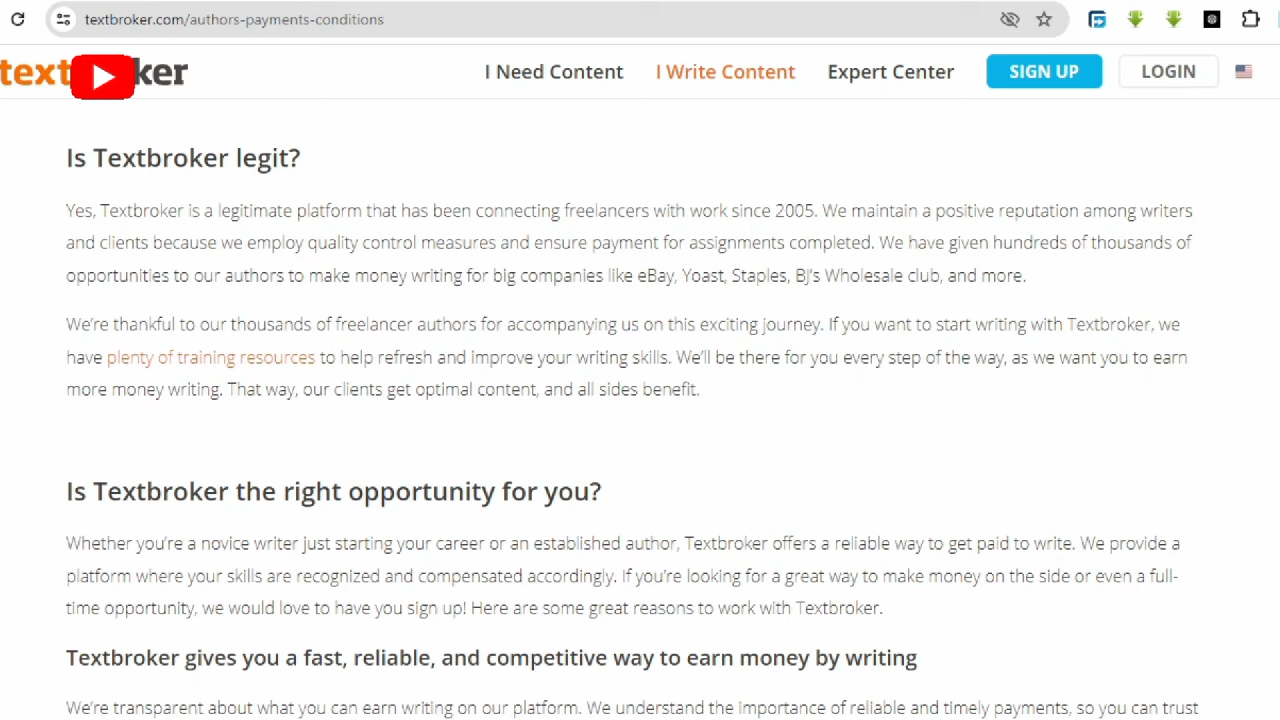 textbroker.com/authors-payments-conditions
text ker
I Need Content
I Write Content
Expert Center
SIGN UP
LOGIN
Is Textbroker legit?
Yes, Textbroker is a legitimate platform that has been connecting freelancers with work since 2005. We maintain a positive reputation among writers
and clients because we employ quality control measures and ensure payment for assignments completed. We have given hundreds of thousands of
opportunities to our authors to make money writing for big companies like eBay, Yoast, Staples, BJ's Wholesale club, and more.
We're thankful to our thousands of freelancer authors for accompanying us on this exciting journey. If you want to start writing with Textbroker, we
have plenty of training resources to help refresh and improve your writing skills. We'll be there for you every step of the way, as we want you to earn
more money writing. That way, our clients get optimal content, and all sides benefit.
Is Textbroker the right opportunity for you?
Whether you're a novice writer just starting your career or an established author, Textbroker offers a reliable way to get paid to write. We provide a
platform where your skills are recognized and compensated accordingly. If you're looking for a great way to make money on the side or even a full-
time opportunity, we would love to have you sign up! Here are some great reasons to work with Textbroker.
Textbroker gives you a fast, reliable, and competitive way to earn money by writing
We're transparent about what you can earn writing on our platform. We understand the importance of reliable and timely payments, so you can trust